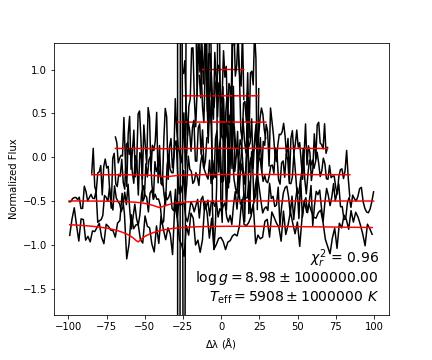 1.0
0.5
0.0
−0.5
−1.0
−1.5
Normalized Flux
χ²ᵣ = 0.96
log g = 8.98 ± 1000000.00
T_eff = 5908 ± 1000000 K
−100 −75 −50 −25 0 25 50 75 100
Δλ (Å)